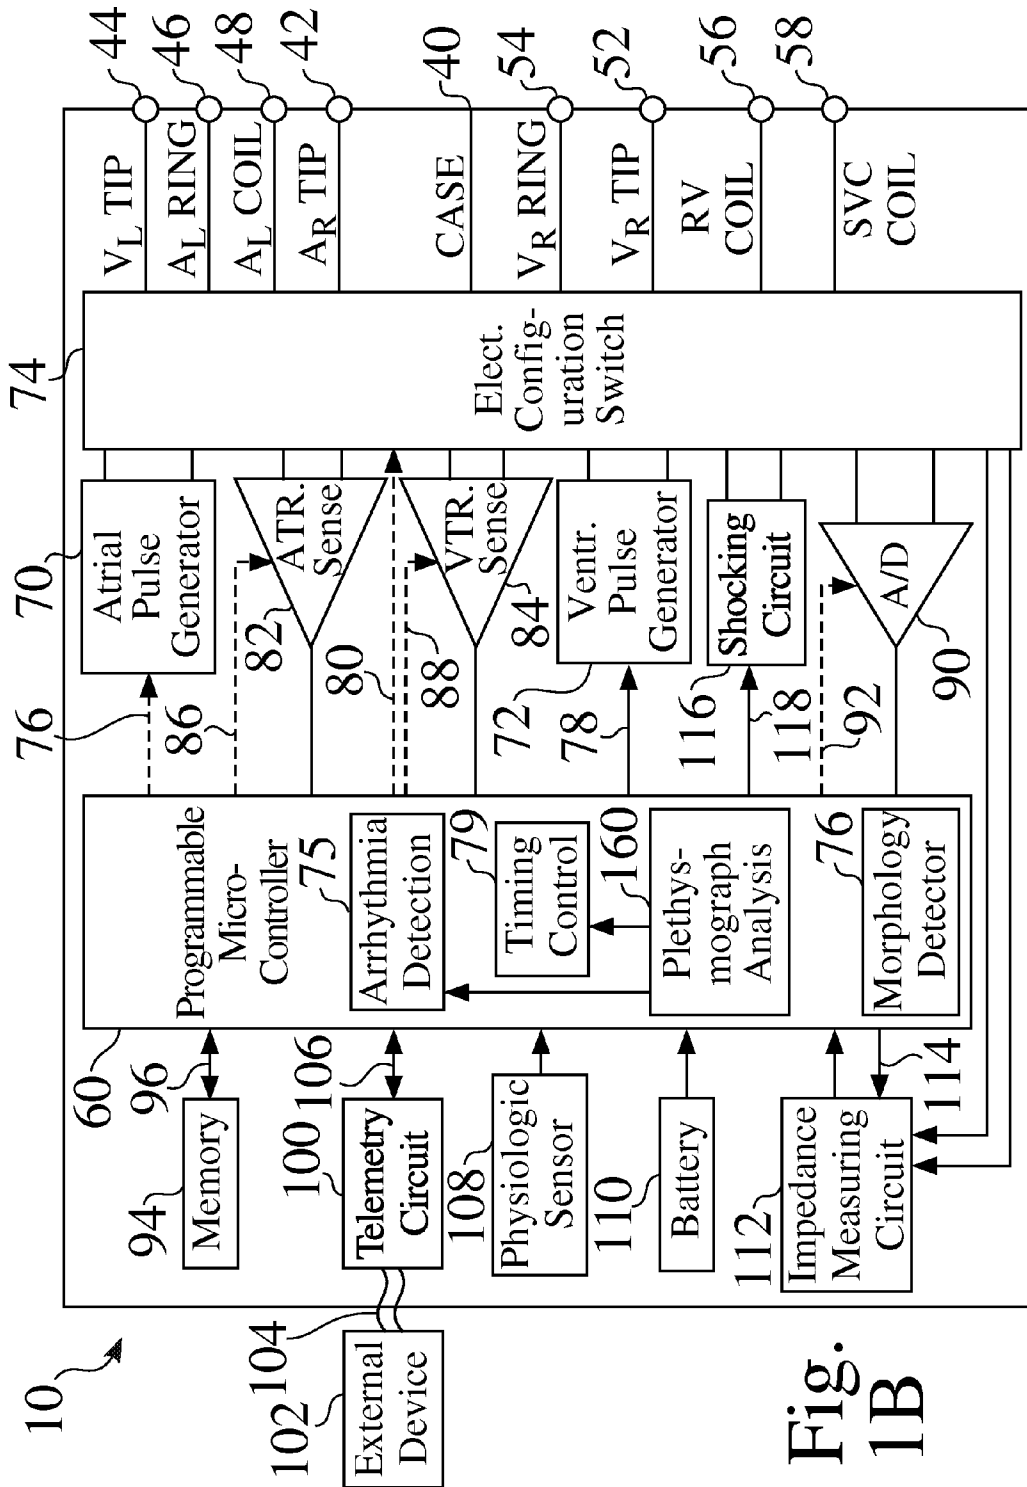 10
60
74
94
Memory
96
Programmable
Micro-
Controller
76
70
Atrial
Pulse
Generator
86
82
ATR.
Sense
80
88
VTR.
Sense
84
Elect.
Config-
uration
Switch
V_L TIP
44
A_L RING
46
A_L COIL
48
A_R TIP
42
CASE
40
V_R RING
54
V_R TIP
52
RV
COIL
56
SVC
COIL
58
102
External
Device
104
100
Telemetry
Circuit
106
75
Arrhythmia
Detection
79
Timing
Control
108
Physiologic
Sensor
110
Battery
160
Plethys-
mograph
Analysis
72
Ventr.
Pulse
Generator
78
116
Shocking
Circuit
118
92
A/D
90
76
Morphology
Detector
112
Impedance
Measuring
Circuit
114
Fig.
1B